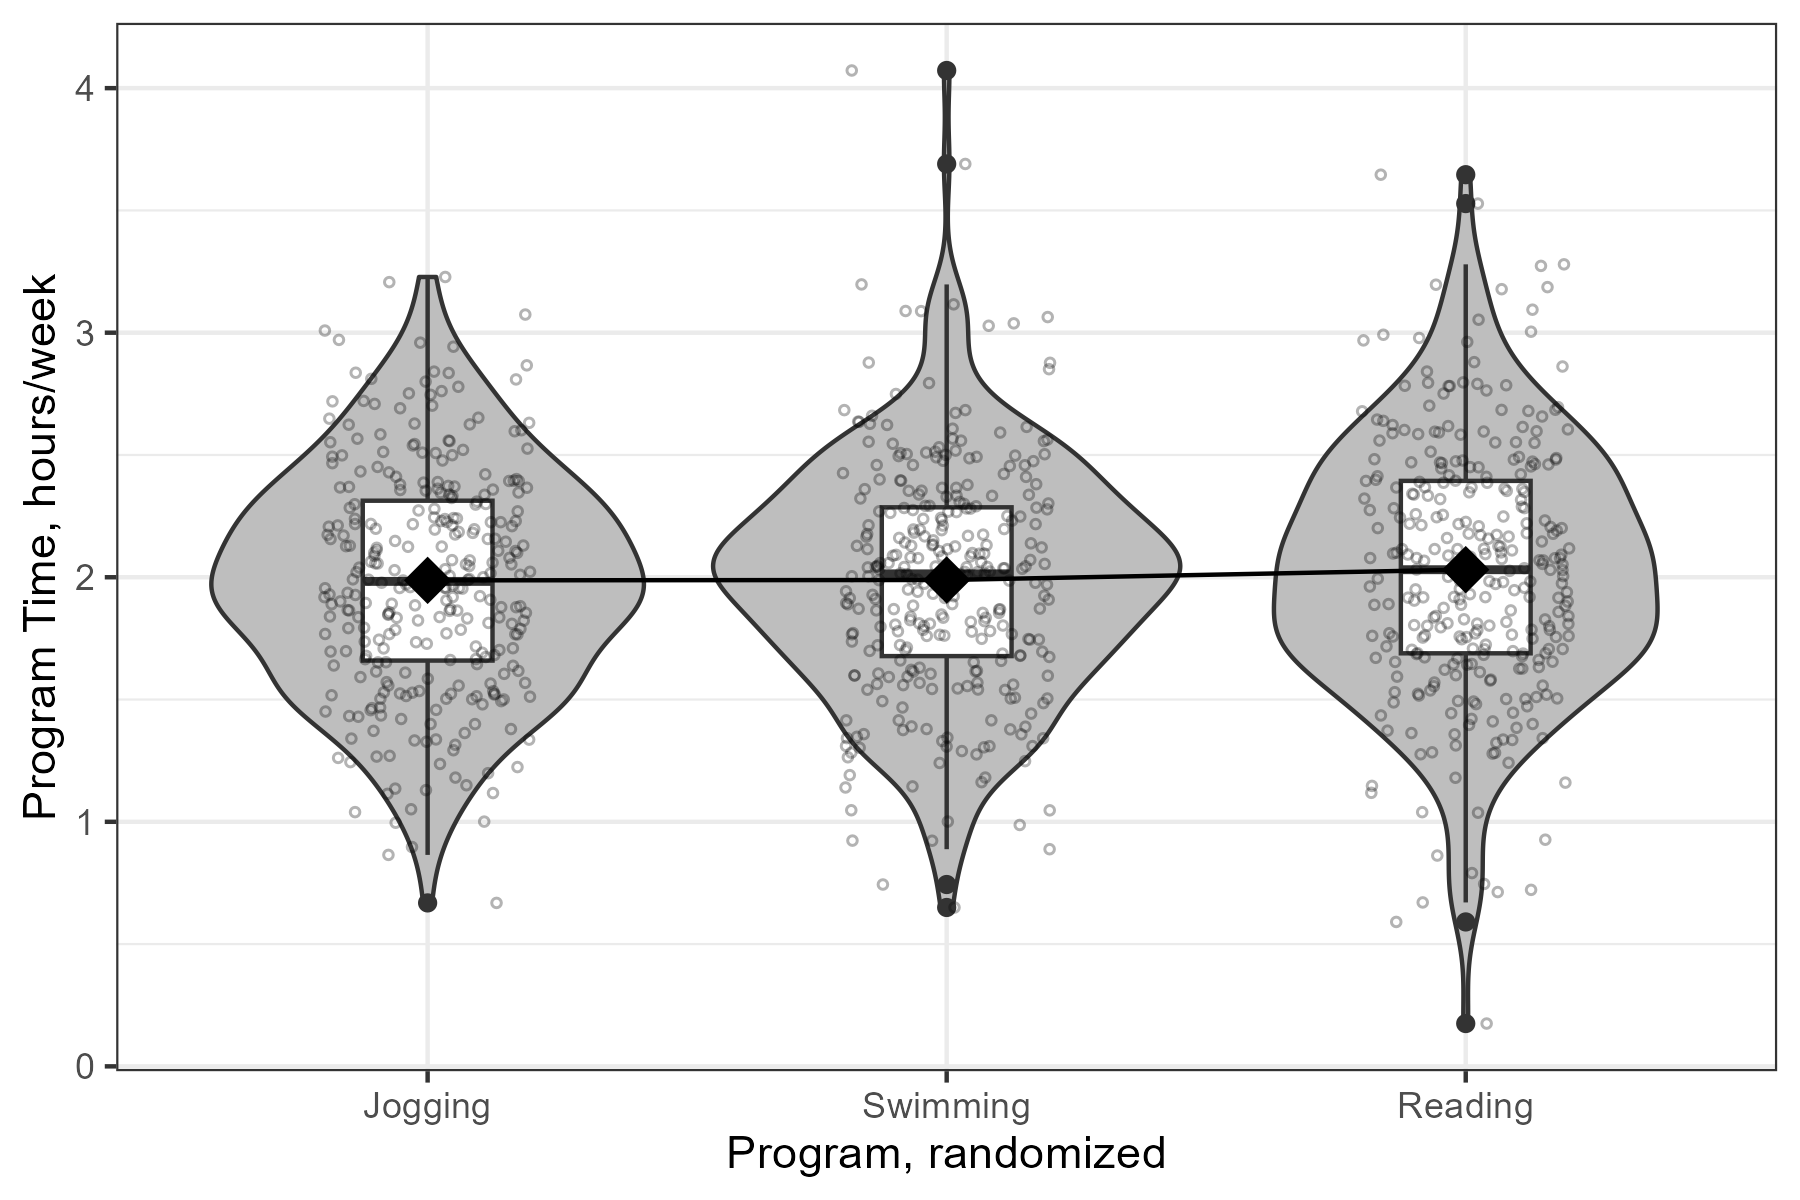 Program Time, hours/week
4
3
2
1
0
Jogging Swimming Reading
Program, randomized